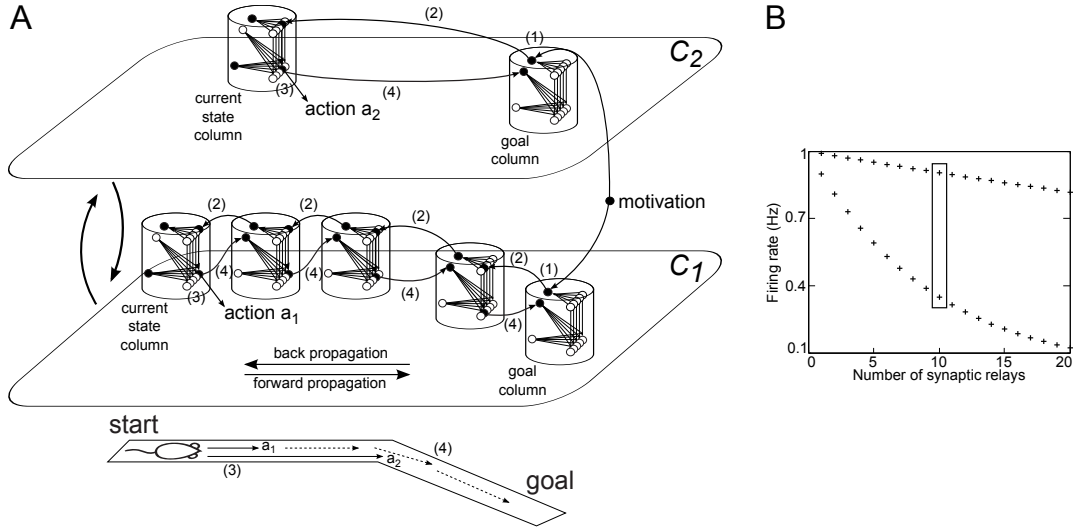 A
(2)
(1)
C2
(3)
(4)
current
state
column
action a2
goal
column
motivation
(2)
(2)
(2)
(2)
(1)
C1
(4)
(4)
(4)
(4)
(3)
current
state
column
action a1
back propagation
forward propagation
goal
column
start
a1
a2
(3)
(4)
goal
B
1
0.7
0.4
0.1
Firing rate (Hz)
0
5
10
15
20
Number of synaptic relays